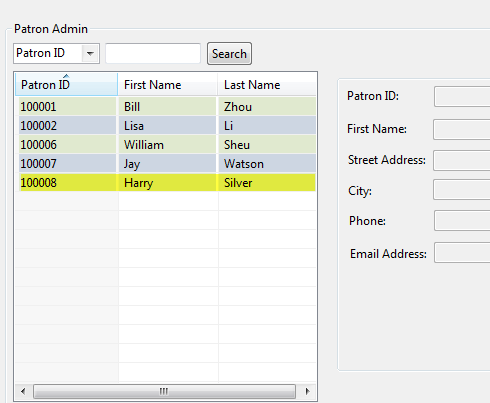 Patron Admin
Patron ID Search
Patron ID First Name Last Name
100001 Bill Zhou
100002 Lisa Li
100006 William Sheu
100007 Jay Watson
100008 Harry Silver
Patron ID:
First Name:
Street Address:
City:
Phone:
Email Address: